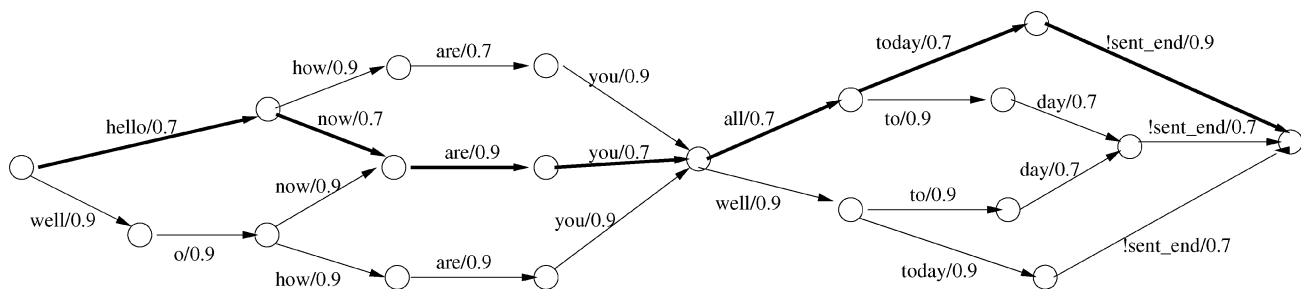 hello/0.7
how/0.9
are/0.7
you/0.9
now/0.7
are/0.9
you/0.7
well/0.9
o/0.9
now/0.9
how/0.9
are/0.9
you/0.9
all/0.7
today/0.7
!sent_end/0.9
to/0.9
day/0.7
!sent_end/0.7
well/0.9
to/0.9
day/0.7
today/0.9
!sent_end/0.7